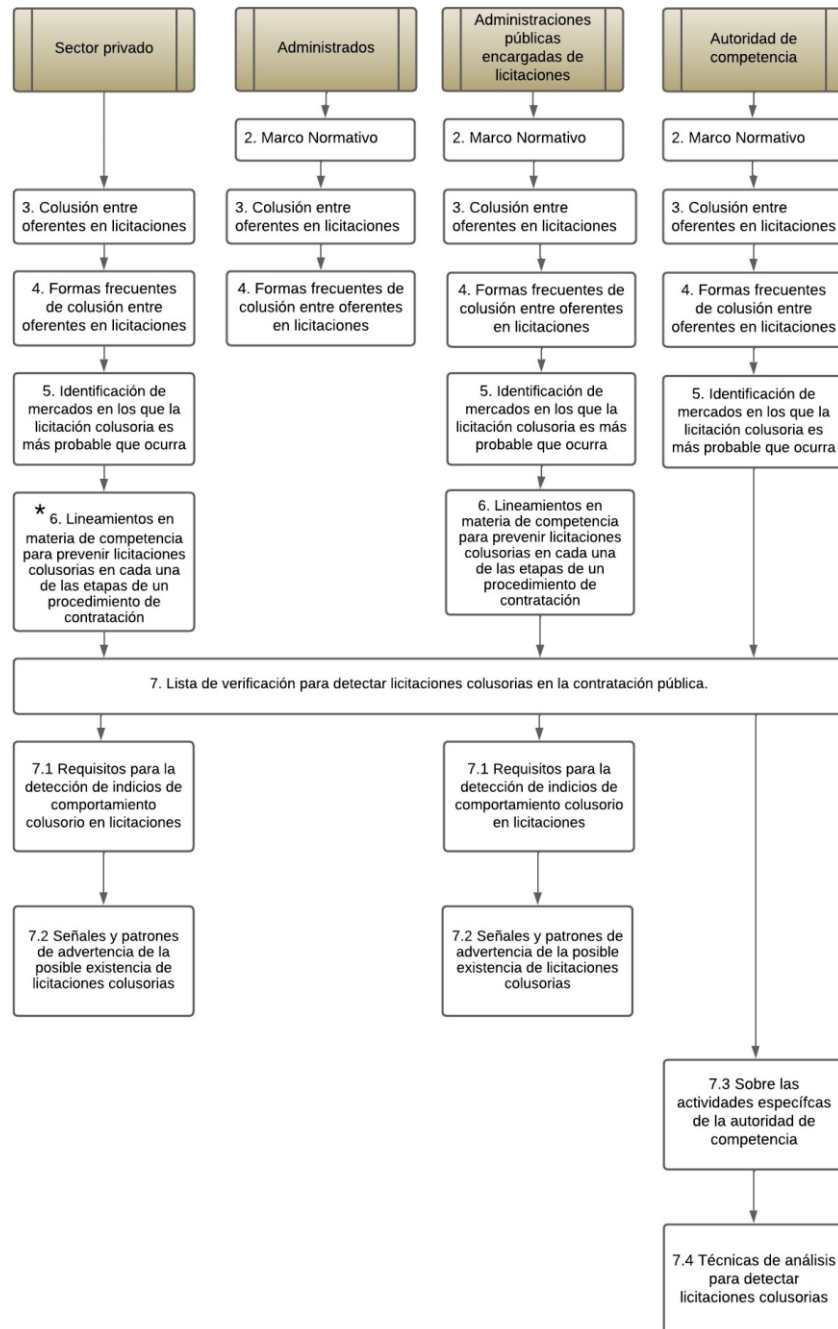 Sector privado
Administrados
Administraciones
públicas
encargadas de
licitaciones
Autoridad de
competencia
2. Marco Normativo
2. Marco Normativo
2. Marco Normativo
3. Colusión entre
oferentes en licitaciones
3. Colusión entre
oferentes en licitaciones
3. Colusión entre
oferentes en licitaciones
3. Colusión entre
oferentes en licitaciones
4. Formas frecuentes
de colusión entre
oferentes en licitaciones
4. Formas frecuentes de
colusión entre oferentes
en licitaciones
4. Formas frecuentes de
colusión entre oferentes
en licitaciones
4. Formas frecuentes
de colusión entre
oferentes en licitaciones
5. Identificación de
mercados en los que la
licitación colusoria es
más probable que ocurra
5. Identificación de
mercados en los que la
licitación colusoria es más
probable que ocurra
5. Identificación de
mercados en los que la
licitación colusoria es
más probable que ocurra
* 6. Lineamientos en
materia de competencia
para prevenir licitaciones
colusorias en cada una
de las etapas de un
procedimiento de
contratación
6. Lineamientos en
materia de competencia
para prevenir licitaciones
colusorias en cada una
de las etapas de un
procedimiento de
contratación
7. Lista de verificación para detectar licitaciones colusorias en la contratación pública.
7.1 Requisitos para la
detección de indicios de
comportamiento
colusorio en licitaciones
7.1 Requisitos para la
detección de indicios de
comportamiento colusorio
en licitaciones
7.2 Señales y patrones
de advertencia de la
posible existencia de
licitaciones colusorias
7.2 Señales y patrones de
advertencia de la posible
existencia de licitaciones
colusorias
7.3 Sobre las
actividades específcas
de la autoridad de
competencia
7.4 Técnicas de análisis
para detectar
licitaciones colusorias